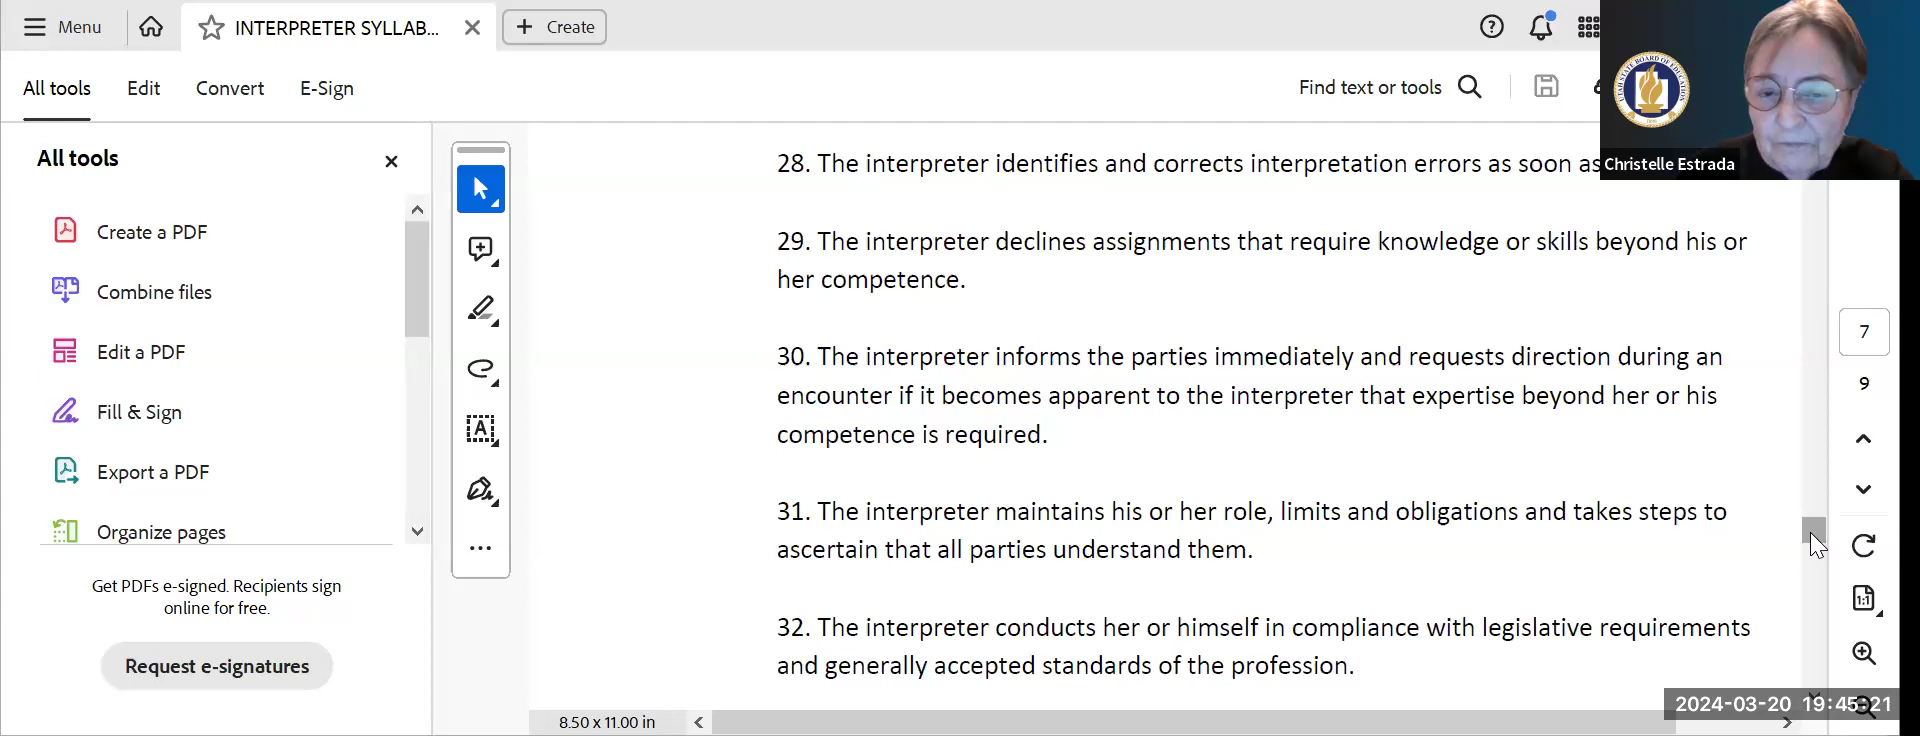 Menu
INTERPRETER SYLLAB...
Create
All tools
Edit
Convert
E-Sign
Find text or tools
UTAH STATE BOARD OF EDUCATION
Christelle Estrada
All tools
Create a PDF
Combine files
Edit a PDF
Fill & Sign
Export a PDF
Organize pages
Get PDFs e-signed. Recipients sign
online for free.
Request e-signatures
28. The interpreter identifies and corrects interpretation errors as soon as
29. The interpreter declines assignments that require knowledge or skills beyond his or
her competence.
30. The interpreter informs the parties immediately and requests direction during an
encounter if it becomes apparent to the interpreter that expertise beyond her or his
competence is required.
31. The interpreter maintains his or her role, limits and obligations and takes steps to
ascertain that all parties understand them.
32. The interpreter conducts her or himself in compliance with legislative requirements
and generally accepted standards of the profession.
7
9
1:1
8.50 x 11.00 in
2024-03-20 19:45:21